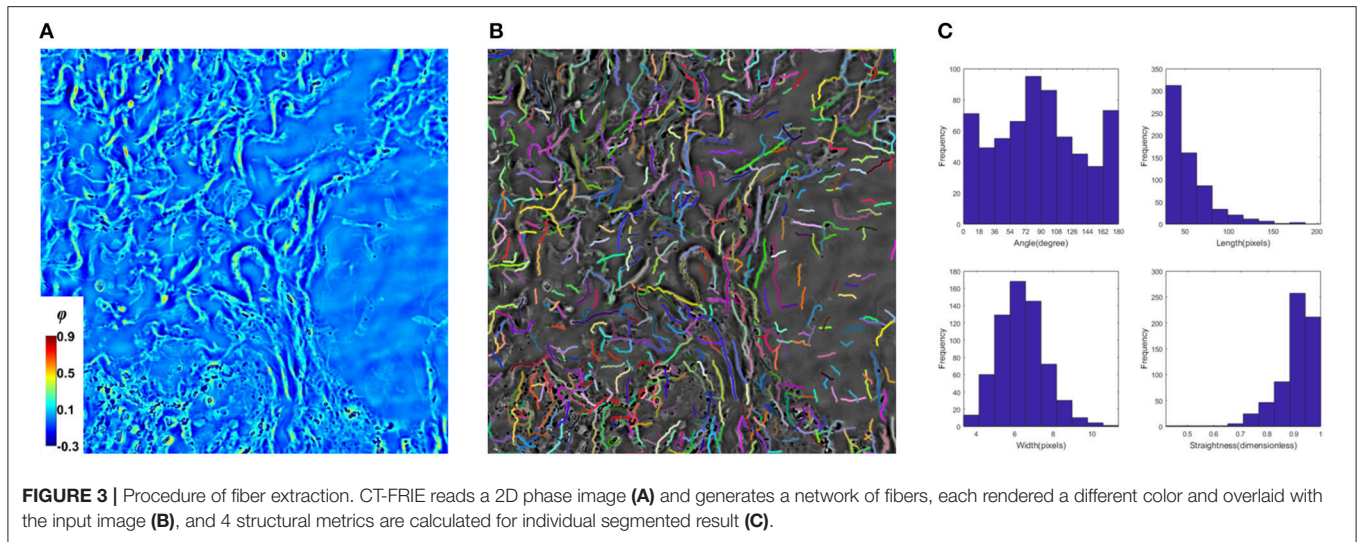 A
B
C
φ
0.9
0.5
0.1
-0.3
100
80
60
40
20
0
Frequency
0 18 36 54 72 90 108 126 144 162 180
Angle(degree)
350
300
250
200
150
100
50
0
Frequency
50 100 150 200
Length(pixels)
180
160
140
120
100
80
60
40
20
0
Frequency
4 6 8 10
Width(pixels)
300
250
200
150
100
50
0
Frequency
0.5 0.6 0.7 0.8 0.9 1
Straightness(dimensionless)
FIGURE 3 | Procedure of fiber extraction. CT-FRIE reads a 2D phase image (A) and generates a network of fibers, each rendered a different color and overlaid with
the input image (B), and 4 structural metrics are calculated for individual segmented result (C).